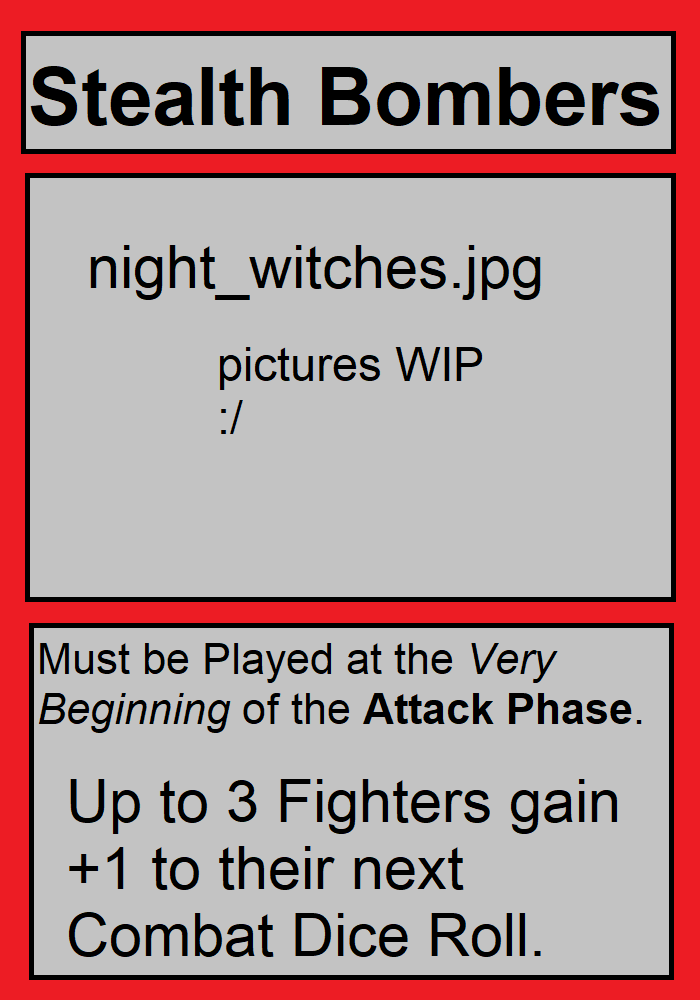 Stealth Bombers
night_witches.jpg
pictures WIP
:/
Must be Played at the Very
Beginning of the Attack Phase.
Up to 3 Fighters gain
+1 to their next
Combat Dice Roll.